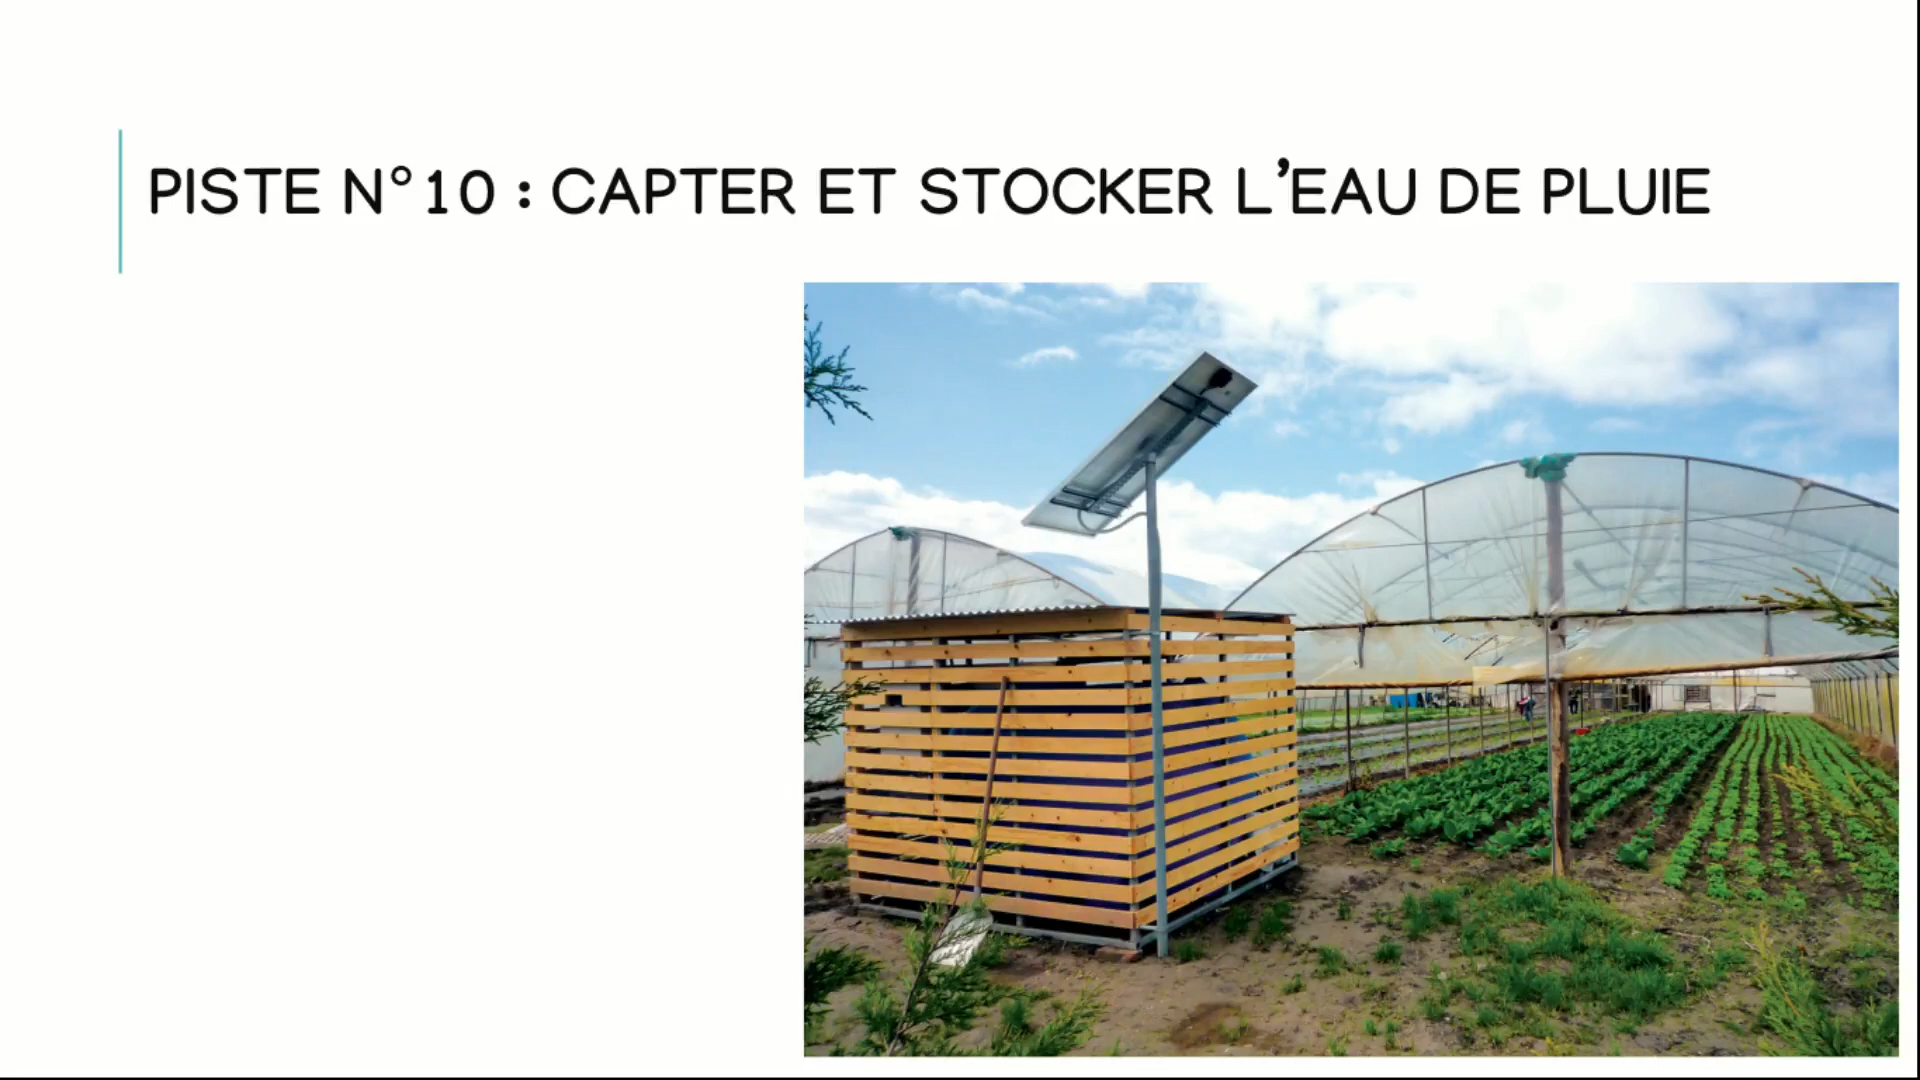 PISTE N°10 : CAPTER ET STOCKER L’EAU DE PLUIE